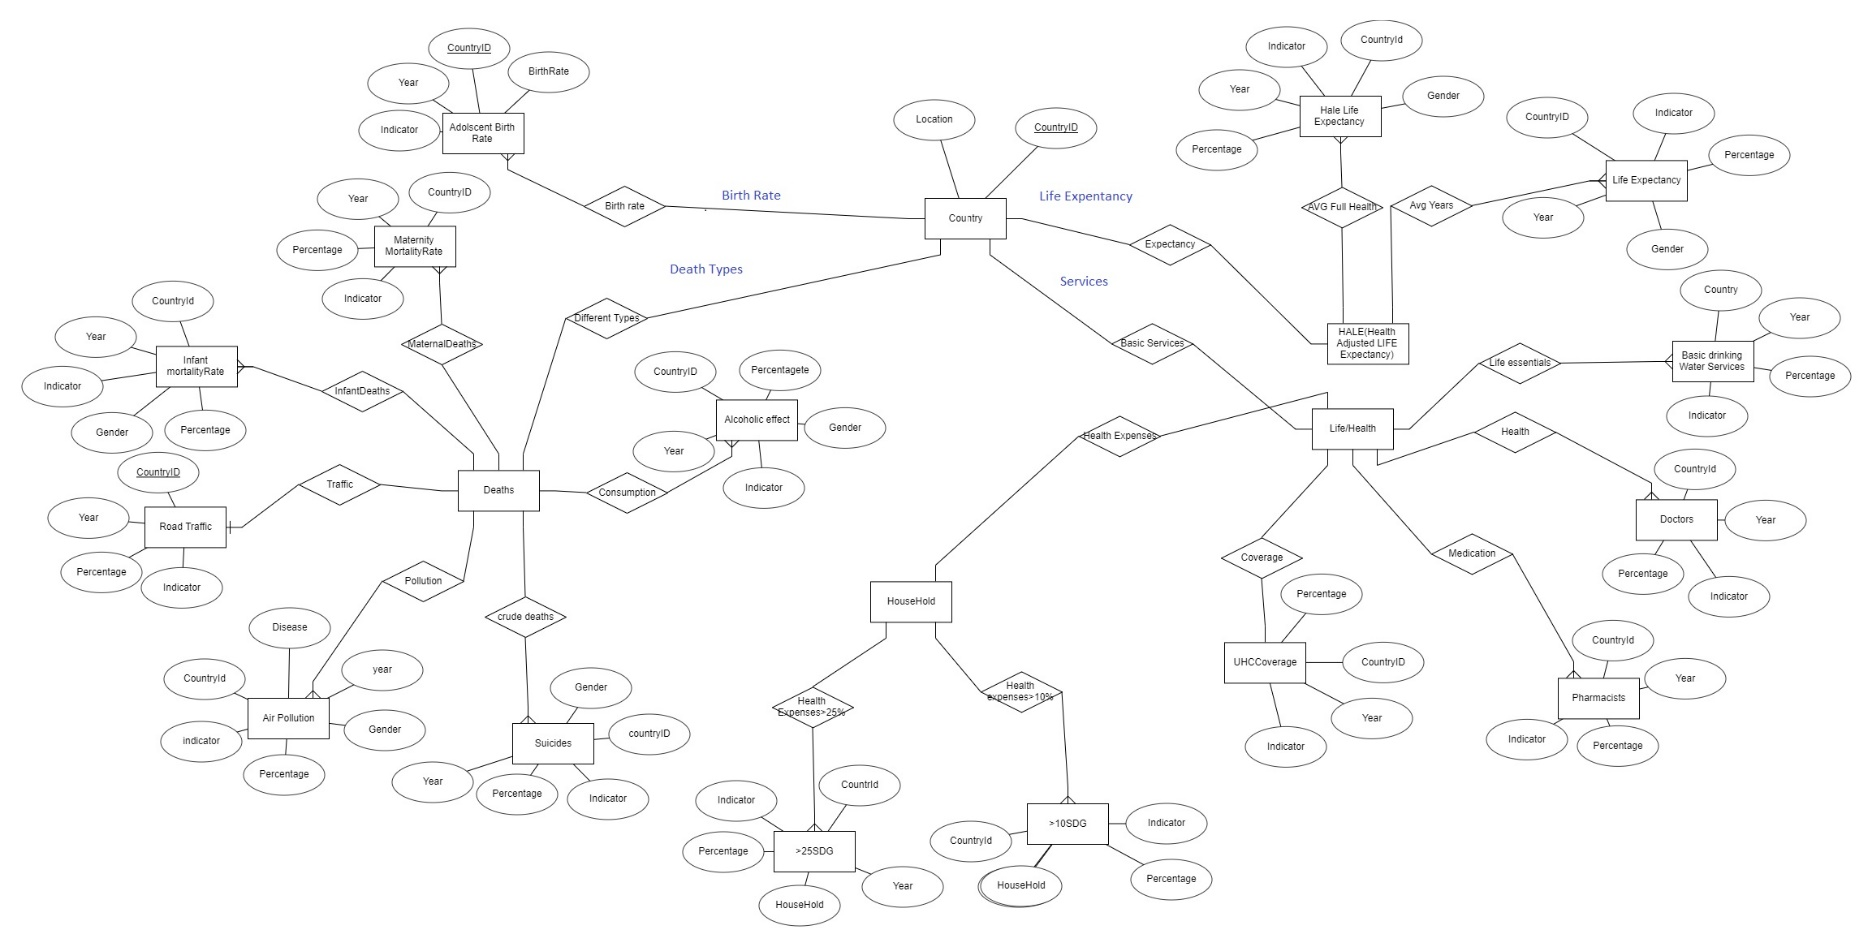 CountryID
Year
BirthRate
Indicator
Adolscent Birth
Rate
Birth rate
Birth Rate
Location
CountryID
Country
Life Expentancy
Death Types
Services
Expectancy
Different Types
Basic Services
Indicator
CountryId
Year
Gender
Percentage
Hale Life
Expectancy
AVG Full Health
Avg Years
CountryID
Indicator
Percentage
Life Expectancy
Year
Gender
HALE(Health
Adjusted LIFE
Expectancy)
Year
CountryID
Percentage
Maternity
MortalityRate
Indicator
MaternalDeaths
CountryId
Year
Infant
mortalityRate
Indicator
Gender
Percentage
InfantDeaths
CountryID
Year
Road Traffic
Percentage
Indicator
Traffic
Deaths
CountryID
Percentagete
Alcoholic effect
Gender
Year
Indicator
Consumption
Pollution
crude deaths
Disease
CountryId
year
Air Pollution
indicator
Gender
Percentage
Gender
countryID
Suicides
Year
Percentage
Indicator
Life/Health
Health Expenses
Life essentials
Country
Year
Basic drinking
Water Services
Percentage
Indicator
Health
CountryId
Doctors
Year
Percentage
Indicator
Medication
CountryId
Year
Pharmacists
Indicator
Percentage
Coverage
Percentage
UHCCoverage
CountryID
Year
Indicator
HouseHold
Health
Expenses>25%
Health
expenses>10%
Indicator
CountrId
Percentage
>25SDG
Year
HouseHold
>10SDG
Indicator
CountryId
HouseHold
Percentage